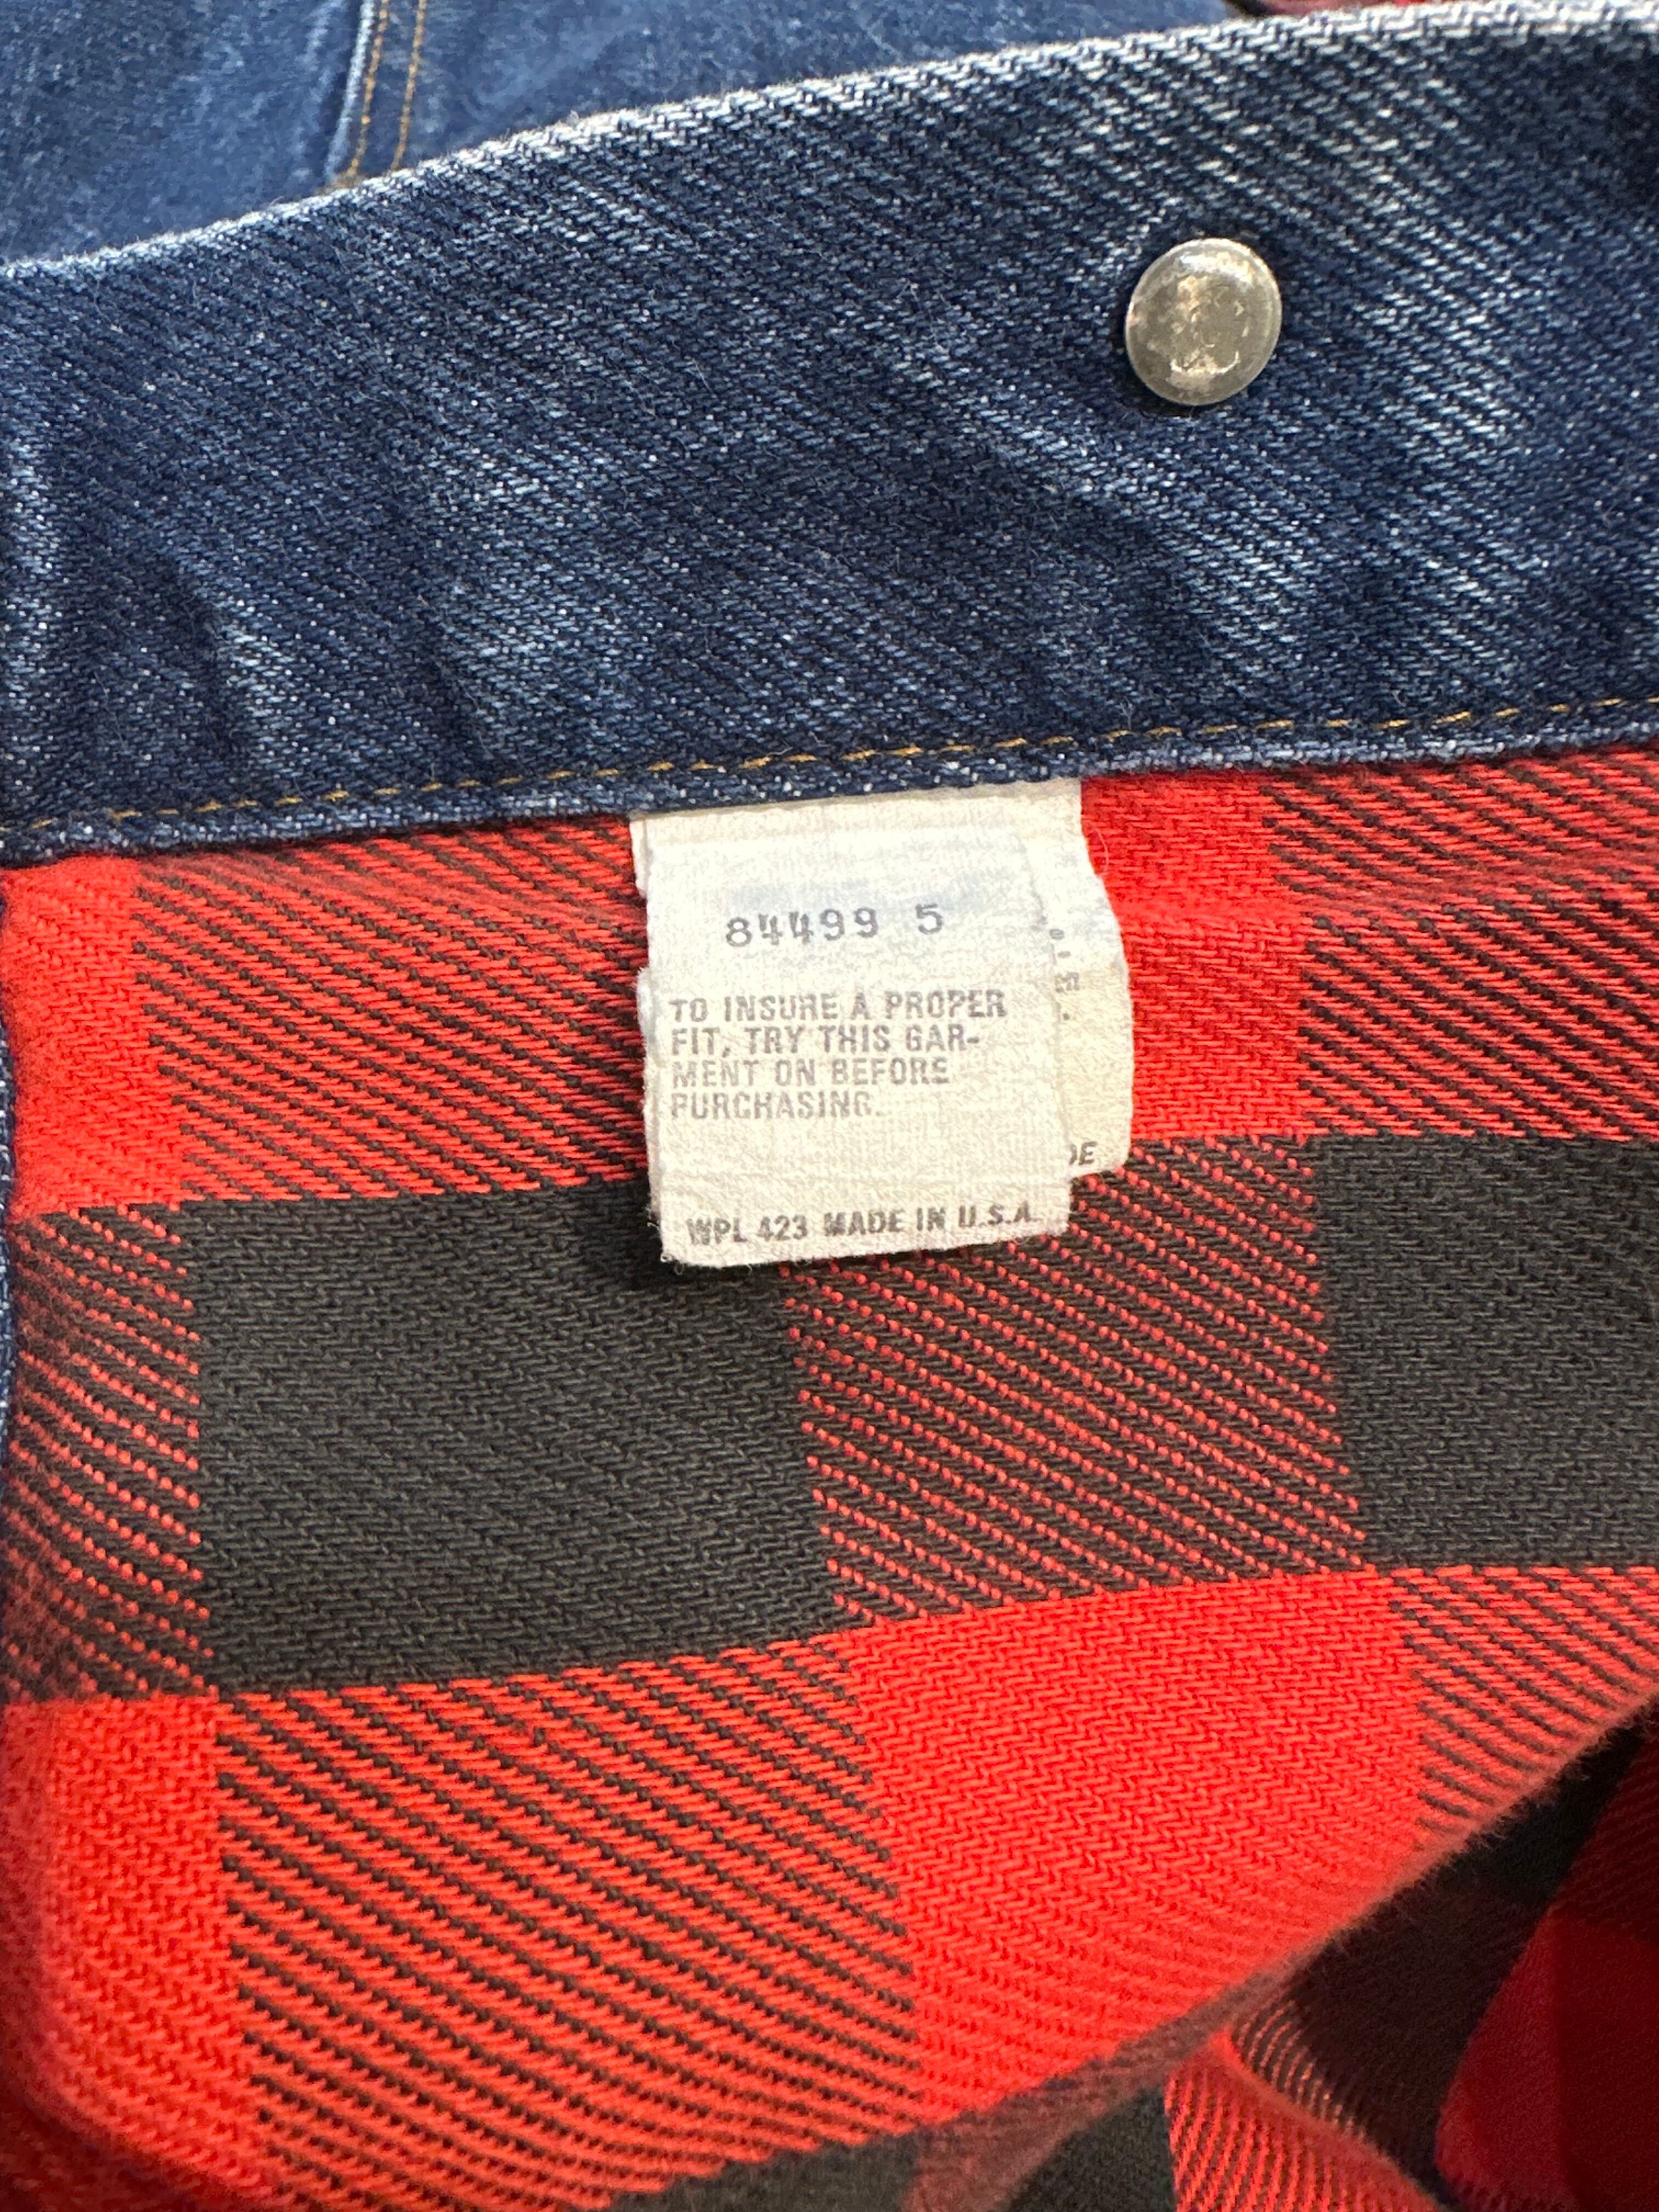 84499 5
TO INSURE A PROPER
FIT, TRY THIS GAR-
MENT ON BEFORE
PURCHASING.
WPL 423 MADE IN U.S.A.